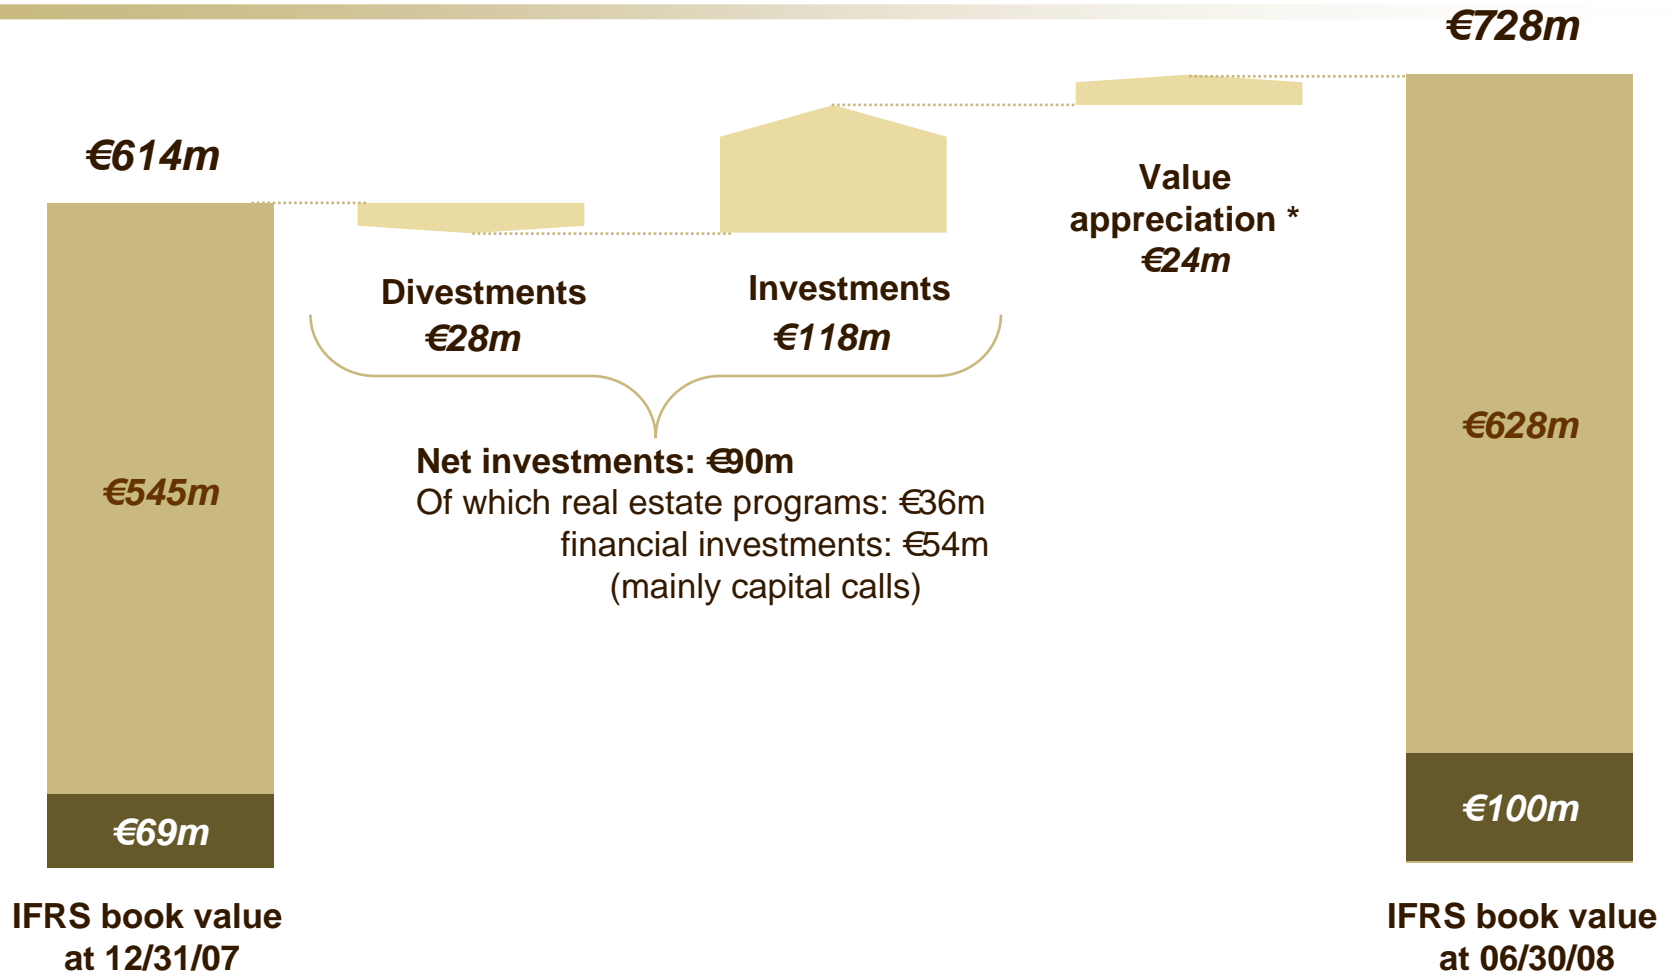 €728m
€614m
Value
appreciation *
€24m
Divestments
€28m
Investments
€118m
Net investments: €90m
Of which real estate programs: €36m
financial investments: €54m
(mainly capital calls)
€545m
€69m
€628m
€100m
IFRS book value
at 12/31/07
IFRS book value
at 06/30/08